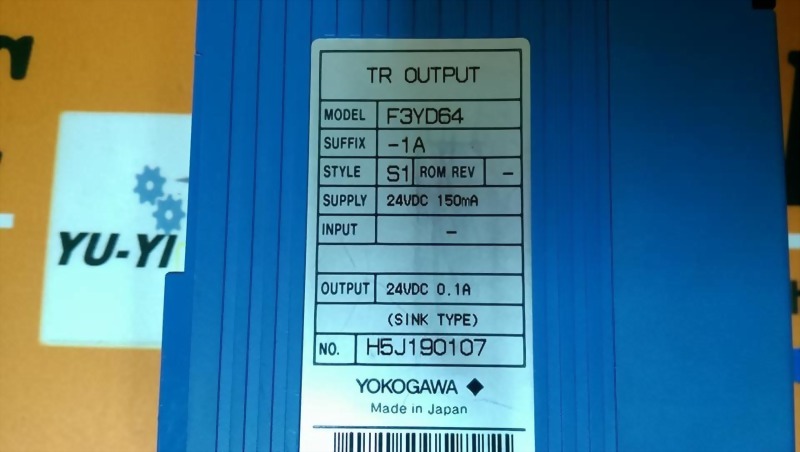 TR OUTPUT
MODEL F3YD64
SUFFIX -1A
STYLE S1 ROM REV -
SUPPLY 24VDC 150mA
INPUT -
OUTPUT 24VDC 0.1A
(SINK TYPE)
NO. H5J190107
YOKOGAWA
Made in Japan
YU-YI